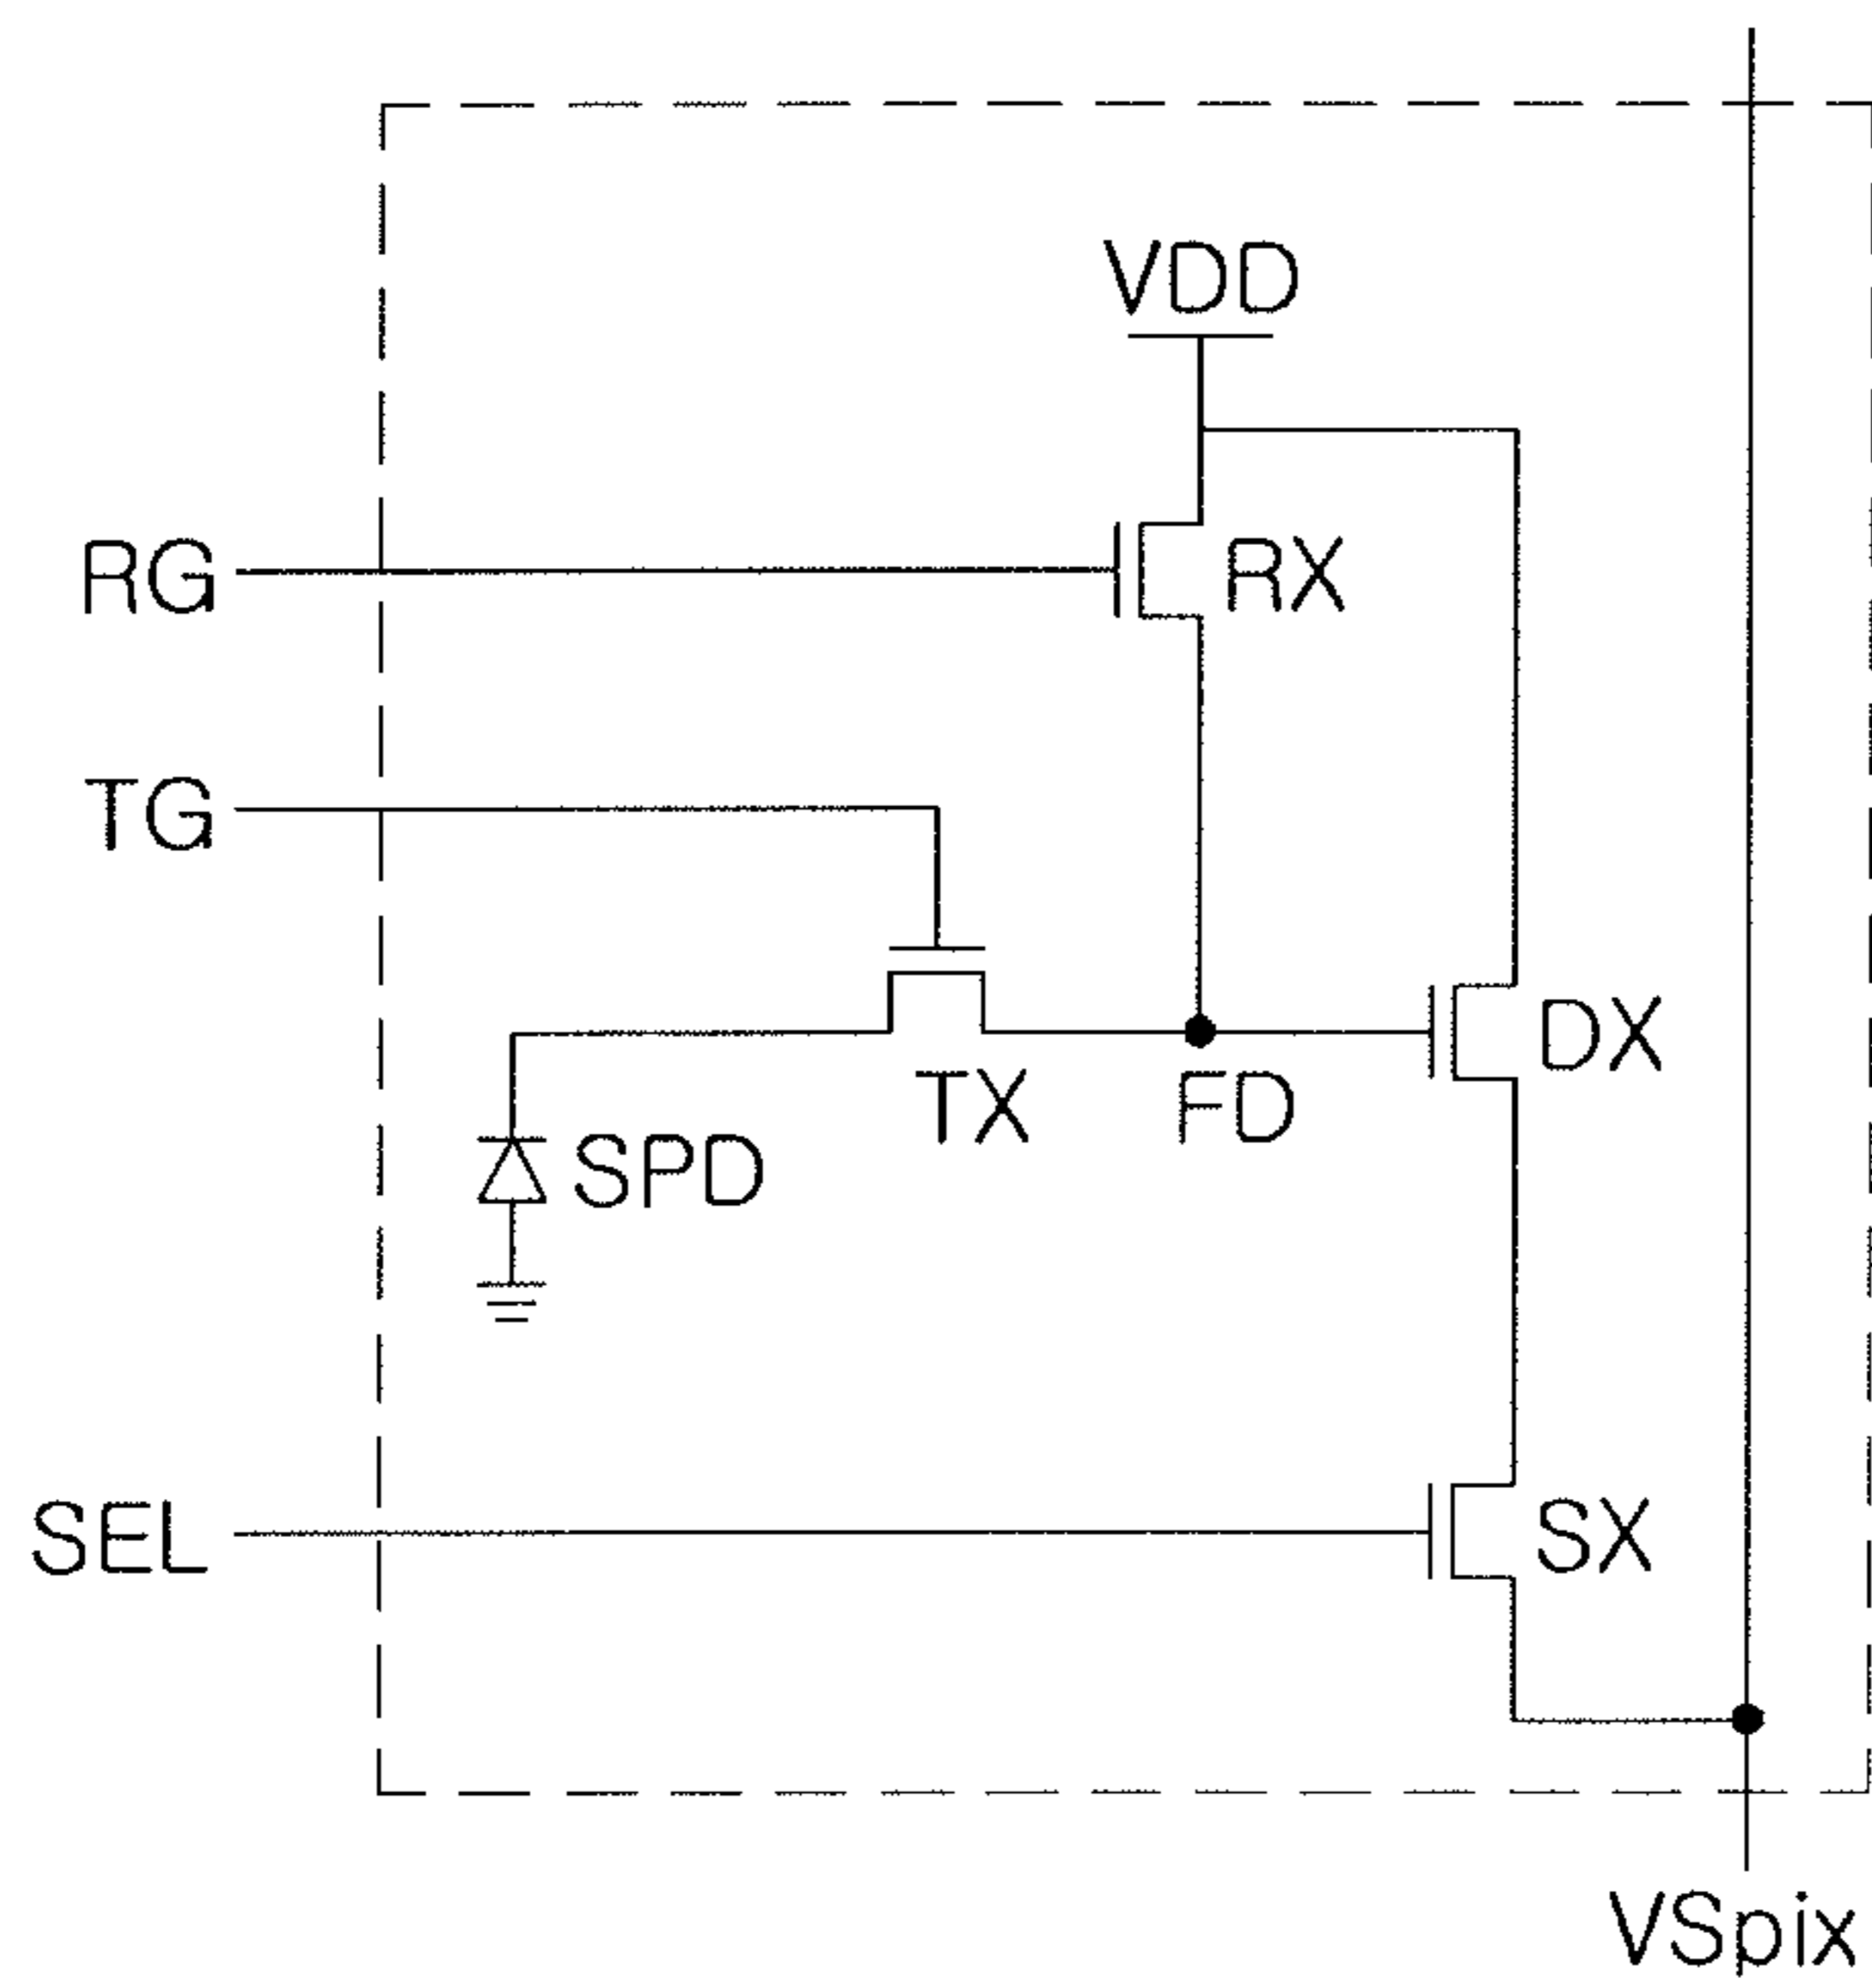 VDD
RG
RX
TG
DX
TX
FD
SPD
SEL
SX
VSpix